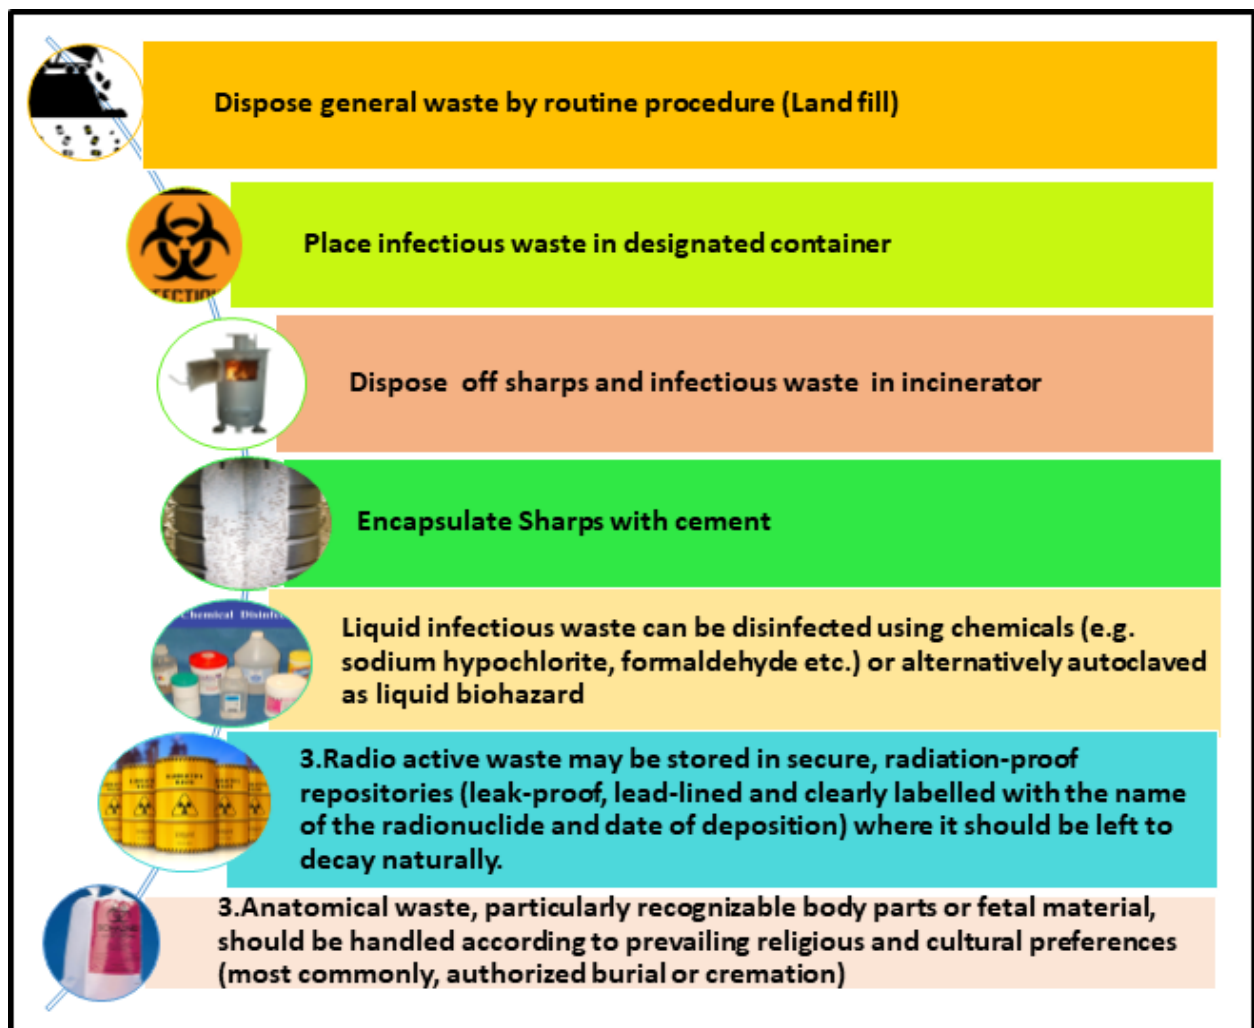 Dispose general waste by routine procedure (Land fill)
Place infectious waste in designated container
Dispose  off sharps and infectious waste  in incinerator
Encapsulate Sharps with cement
Liquid infectious waste can be disinfected using chemicals (e.g.
sodium hypochlorite, formaldehyde etc.) or alternatively autoclaved
as liquid biohazard
3.Radio active waste may be stored in secure, radiation-proof
repositories (leak-proof, lead-lined and clearly labelled with the name
of the radionuclide and date of deposition) where it should be left to
decay naturally.
3.Anatomical waste, particularly recognizable body parts or fetal material,
should be handled according to prevailing religious and cultural preferences
(most commonly, authorized burial or cremation)